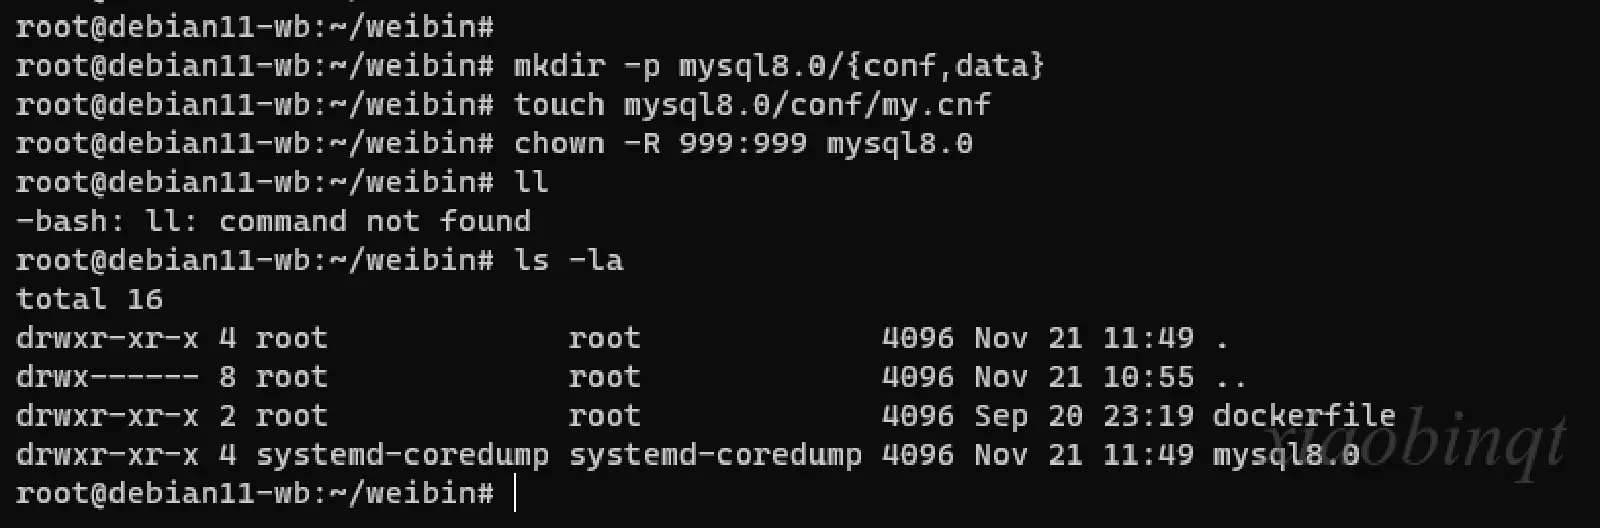 root@debian11-wb:~/weibin#
root@debian11-wb:~/weibin# mkdir -p mysql8.0/{conf,data}
root@debian11-wb:~/weibin# touch mysql8.0/conf/my.cnf
root@debian11-wb:~/weibin# chown -R 999:999 mysql8.0
root@debian11-wb:~/weibin# ll
-bash: ll: command not found
root@debian11-wb:~/weibin# ls -la
total 16
drwxr-xr-x 4 root             root             4096 Nov 21 11:49 .
drwx------ 8 root             root             4096 Nov 21 10:55 ..
drwxr-xr-x 2 root             root             4096 Sep 20 23:19 dockerfile
drwxr-xr-x 4 systemd-coredump systemd-coredump 4096 Nov 21 11:49 mysql8.0
root@debian11-wb:~/weibin#
xiaobinqt